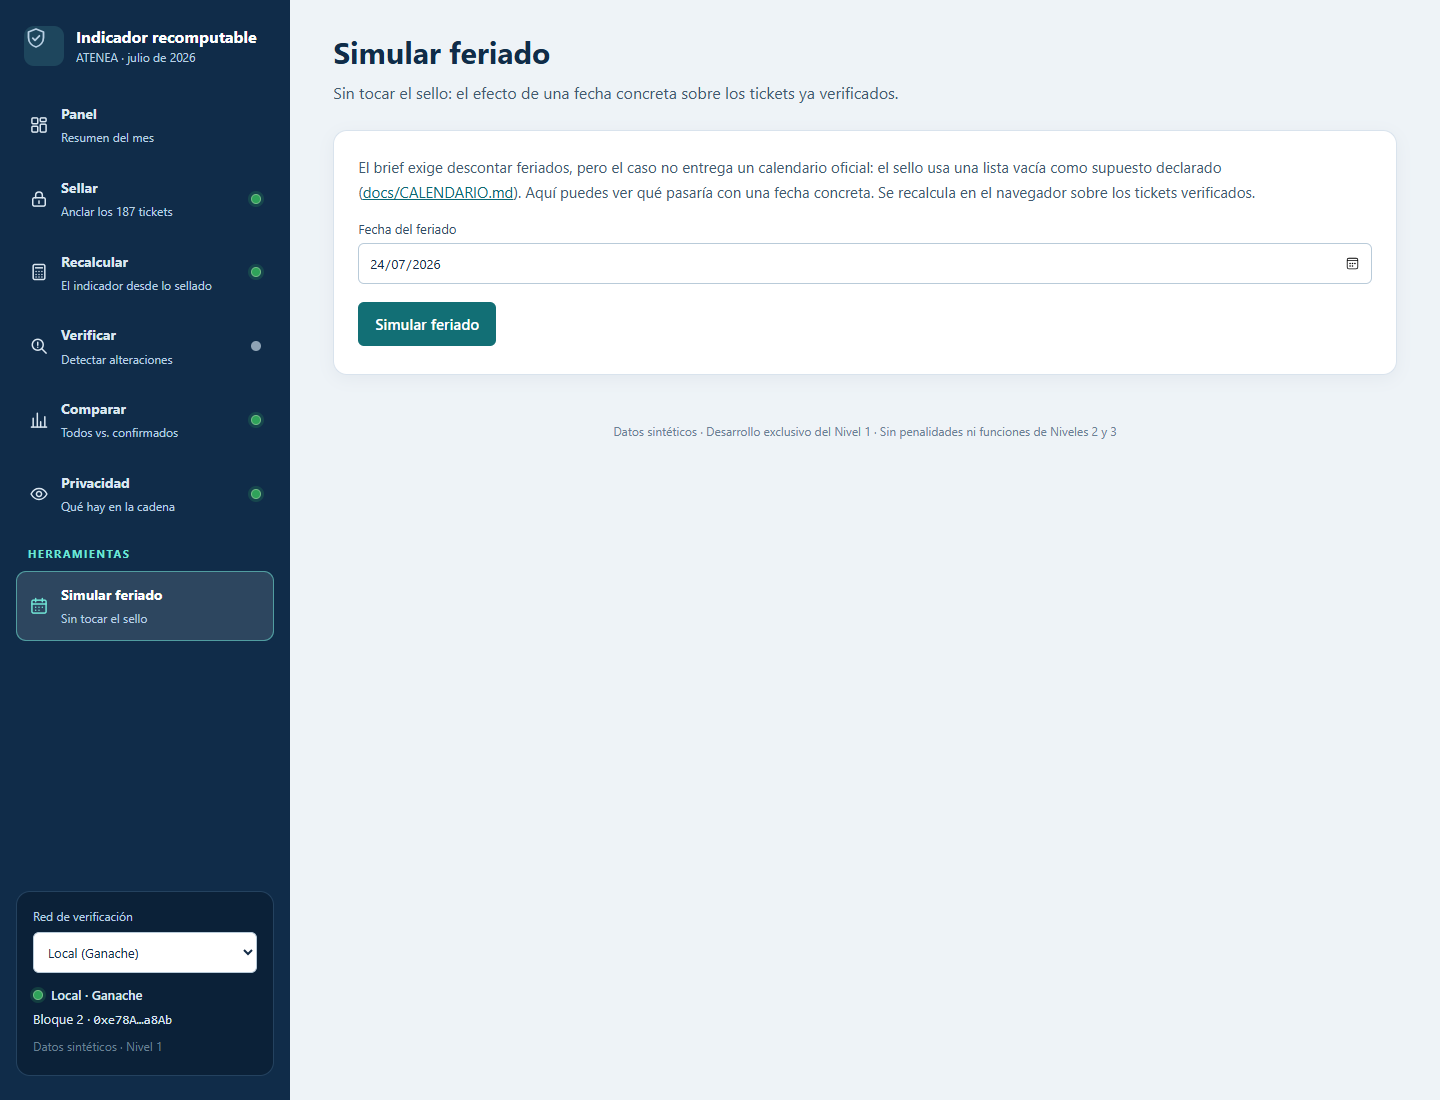 Indicador recomputable
ATENEA · julio de 2026
Panel
Resumen del mes
Sellar
Anclar los 187 tickets
Recalcular
El indicador desde lo sellado
Verificar
Detectar alteraciones
Comparar
Todos vs. confirmados
Privacidad
Qué hay en la cadena
HERRAMIENTAS
Simular feriado
Sin tocar el sello
Red de verificación
Local (Ganache)
Local · Ganache
Bloque 2 · 0xe78A…a8Ab
Datos sintéticos · Nivel 1
Simular feriado
Sin tocar el sello: el efecto de una fecha concreta sobre los tickets ya verificados.
El brief exige descontar feriados, pero el caso no entrega un calendario oficial: el sello usa una lista vacía como supuesto declarado
(docs/CALENDARIO.md). Aquí puedes ver qué pasaría con una fecha concreta. Se recalcula en el navegador sobre los tickets verificados.
Fecha del feriado
24/07/2026
Simular feriado
Datos sintéticos · Desarrollo exclusivo del Nivel 1 · Sin penalidades ni funciones de Niveles 2 y 3